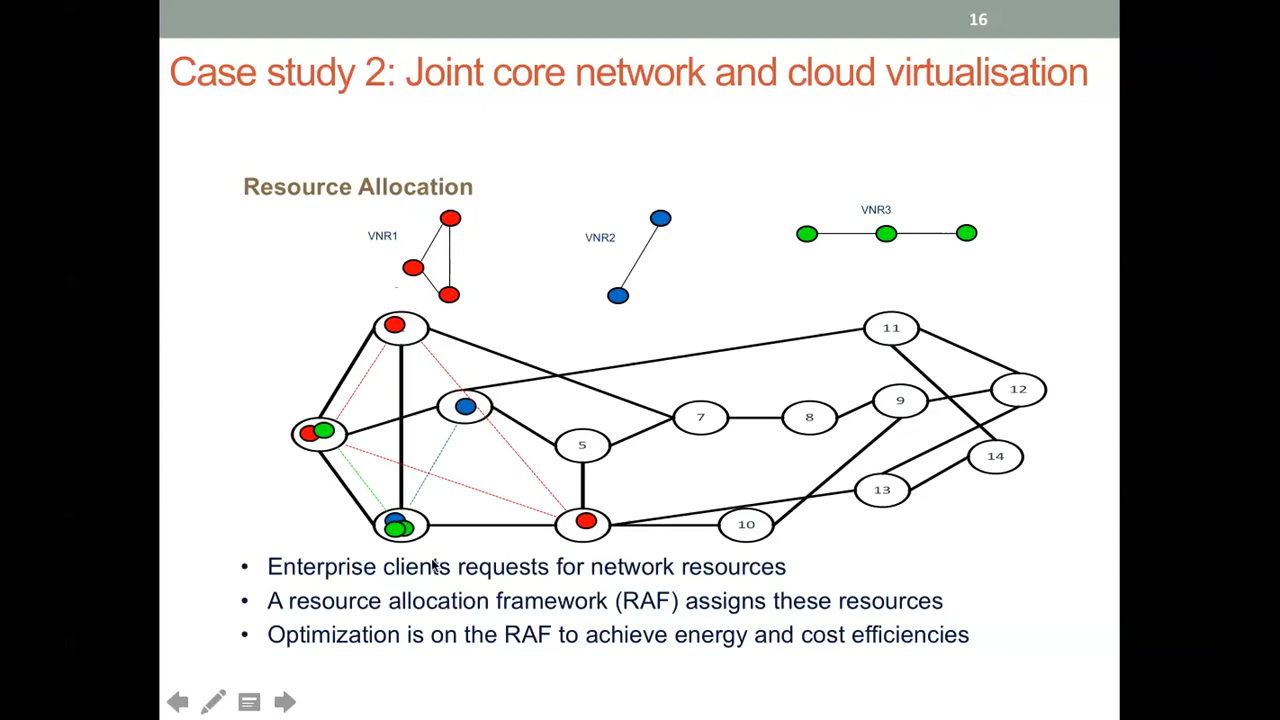 16
Case study 2: Joint core network and cloud virtualisation
Resource Allocation
VNR1
VNR2
VNR3
11
12
9
7
8
5
14
13
10
• Enterprise clients requests for network resources
• A resource allocation framework (RAF) assigns these resources
• Optimization is on the RAF to achieve energy and cost efficiencies